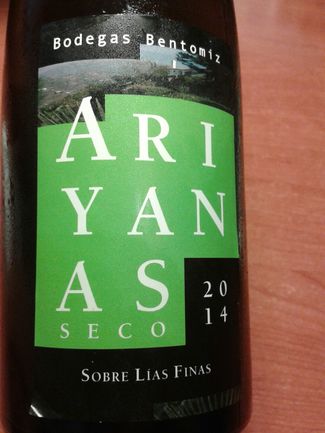 Bodegas Bentomiz
ARI
YAN
AS
SECO
20
14
SOBRE LÍAS FINAS